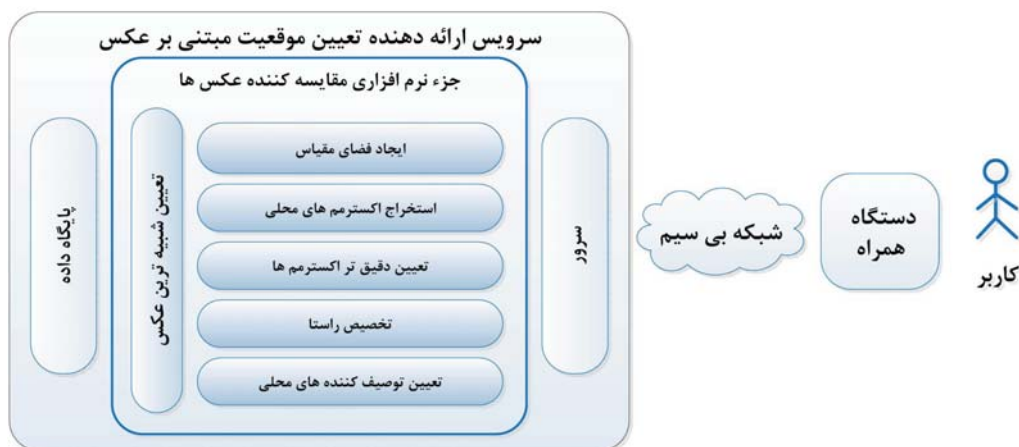 سرویس ارائه دهنده تعیین موقعیت مبتنی بر عکس
جزء نرم افزاری مقایسه کننده عکس ها
ایجاد فضای مقیاس
استخراج اکسترمم های محلی
تعیین دقیق تر اکسترمم ها
تخصیص راستا
تعیین توصیف کننده های محلی
تعیین شبیه ترین عکس
پایگاه داده
سرور
شبکه بی سیم
دستگاه
همراه
کاربر